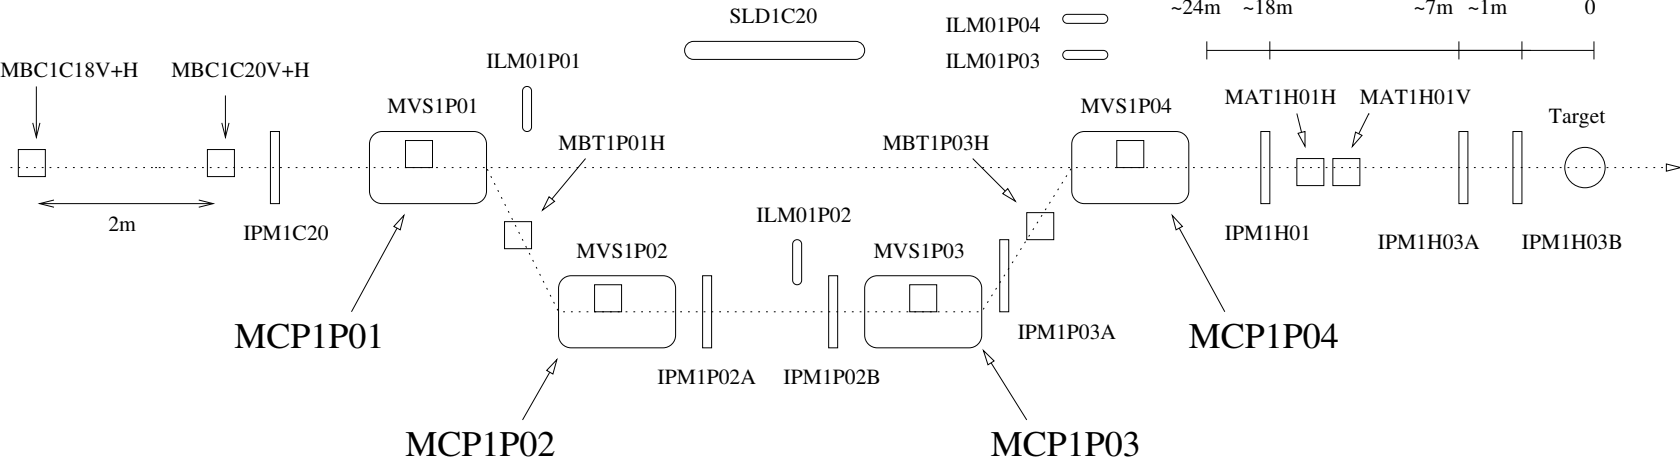 SLD1C20
ILM01P04
~24m ~18m ~7m ~1m 0
ILM01P03
MBC1C18V+H MBC1C20V+H ILM01P01
MVS1P01 MVS1P04 MAT1H01H MAT1H01V
Target
MBT1P01H MBT1P03H
2m IPM1C20 ILM01P02 IPM1H01 IPM1H03A IPM1H03B
MVS1P02 MVS1P03
MCP1P01 IPM1P03A MCP1P04
IPM1P02A IPM1P02B
MCP1P02 MCP1P03